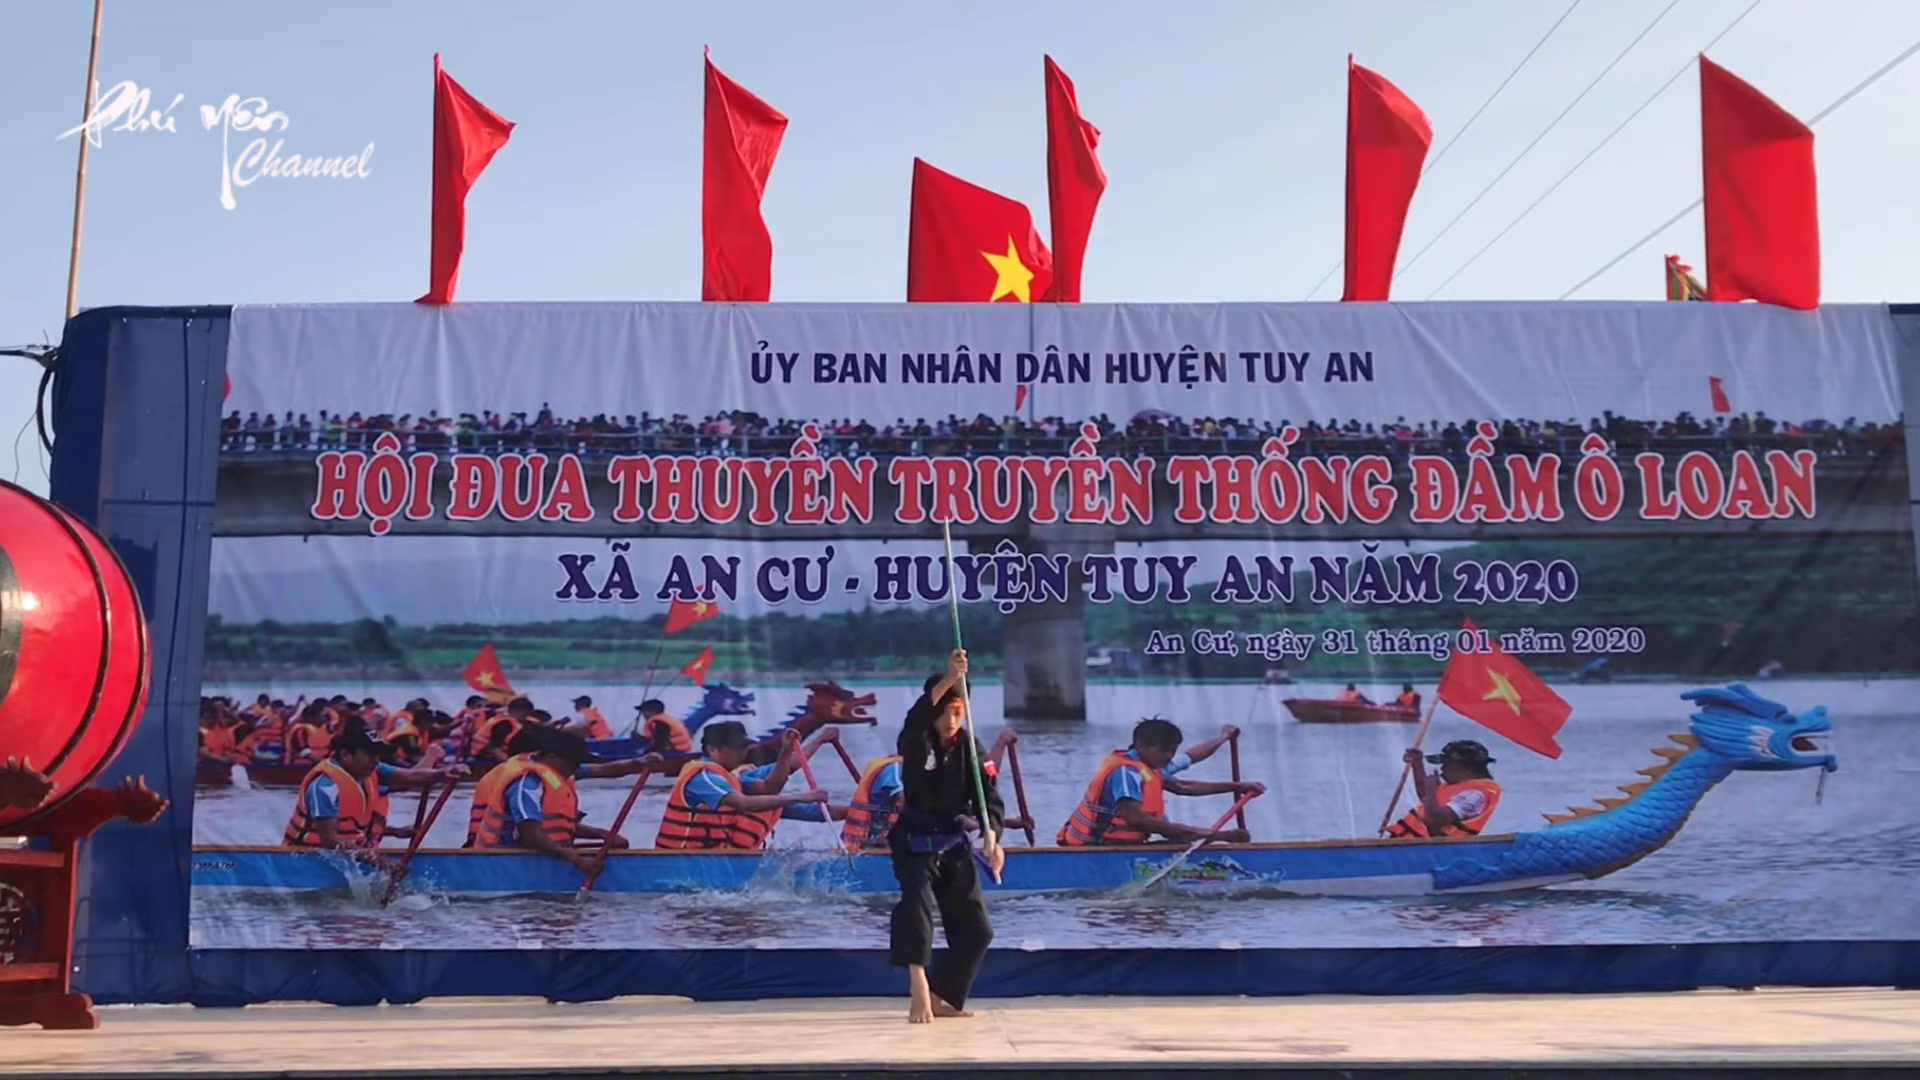 Phú Yên
Channel
ỦY BAN NHÂN DÂN HUYỆN TUY AN
HỘI ĐUA THUYỀN TRUYỀN THỐNG ĐẦM Ô LOAN
XÃ AN CƯ - HUYỆN TUY AN NĂM 2020
An Cư, ngày 31 tháng 01 năm 2020